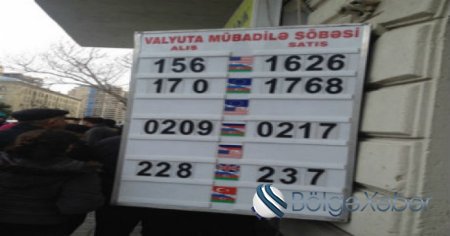 VALYUTA MÜBADİLƏ ŞÖBƏSİ
ALIŞ SATIŞ
156 1626
170 1768
0209 0217
228 237
BölgəXəbər